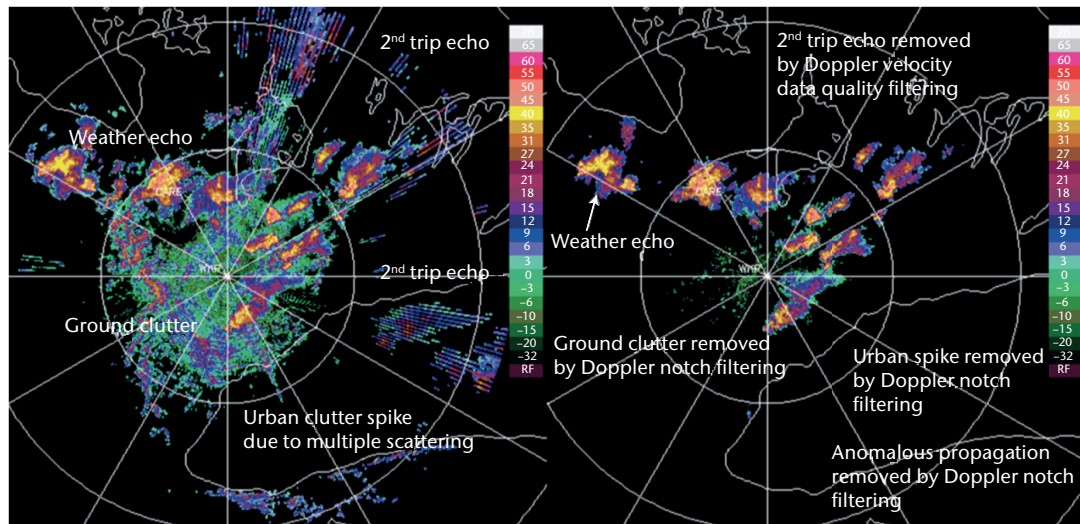 2nd trip echo
Weather echo
CARE
2nd trip echo
Ground clutter
Urban clutter spike
due to multiple scattering
65
60
55
50
45
40
35
31
27
24
21
18
15
12
9
6
3
0
−3
−6
−10
−15
−20
−32
RF
2nd trip echo removed
by Doppler velocity
data quality filtering
CARE
Weather echo
Ground clutter removed
by Doppler notch filtering
Urban spike removed
by Doppler notch
filtering
Anomalous propagation
removed by Doppler notch
filtering
65
60
55
50
45
40
35
31
27
24
21
18
15
12
9
6
3
0
−3
−6
−10
−15
−20
−32
RF